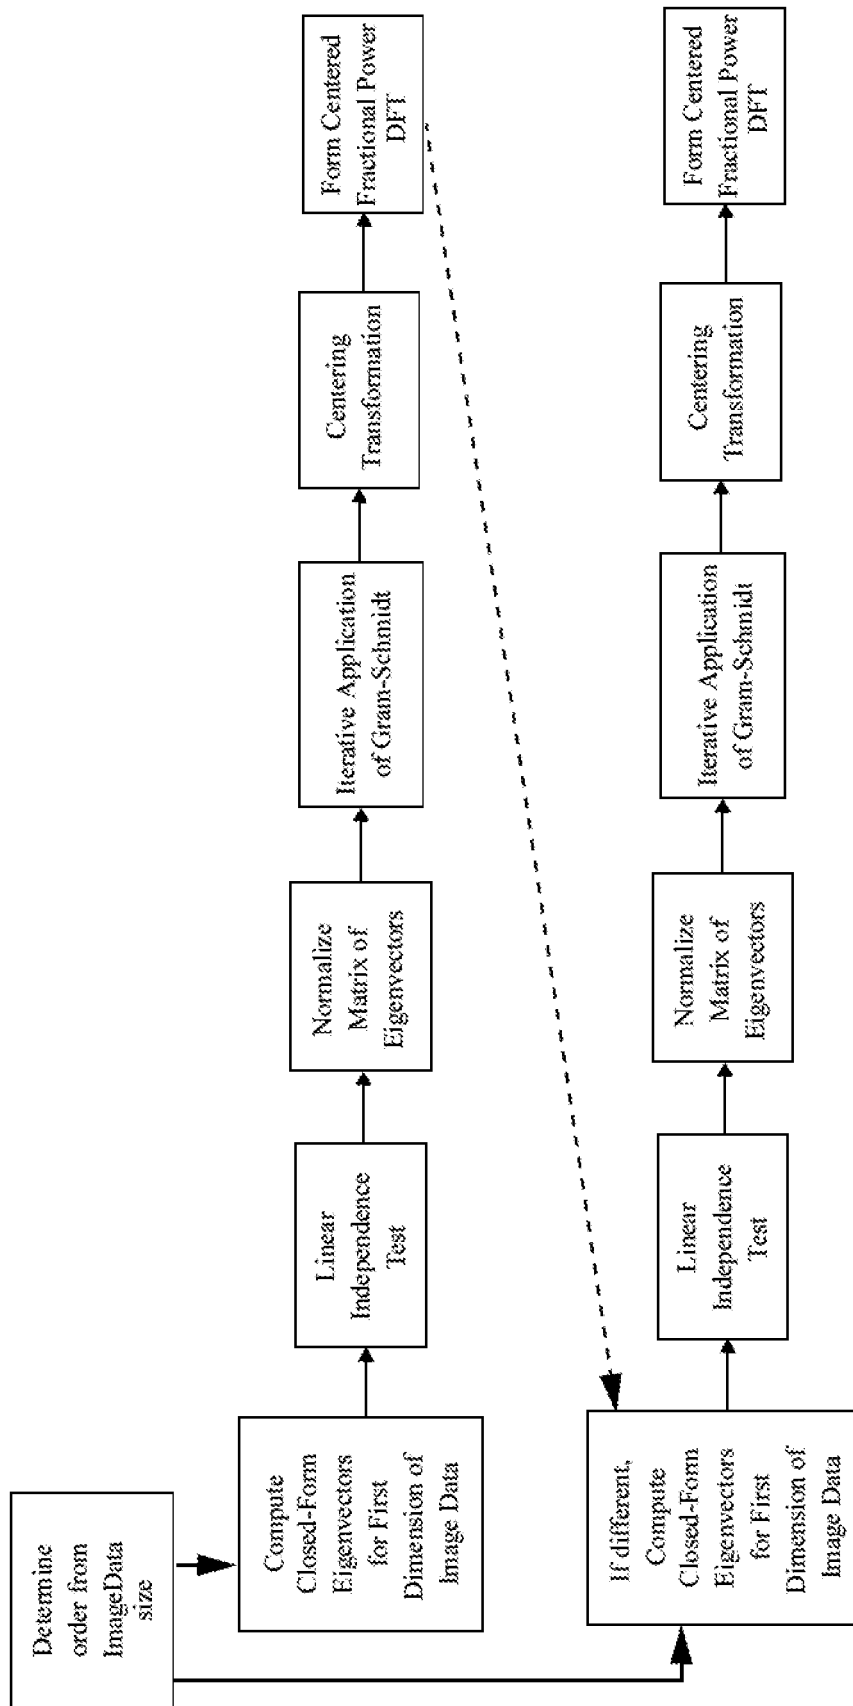 Determine
order from
ImageData
size
Compute
Closed-Form
Eigenvectors
for First
Dimension of
Image Data
Linear
Independence
Test
Normalize
Matrix of
Eigenvectors
Iterative Application
of Gram-Schmidt
Centering
Transformation
Form Centered
Fractional Power
DFT
If different,
Compute
Closed-Form
Eigenvectors
for First
Dimension of
Image Data
Linear
Independence
Test
Normalize
Matrix of
Eigenvectors
Iterative Application
of Gram-Schmidt
Centering
Transformation
Form Centered
Fractional Power
DFT